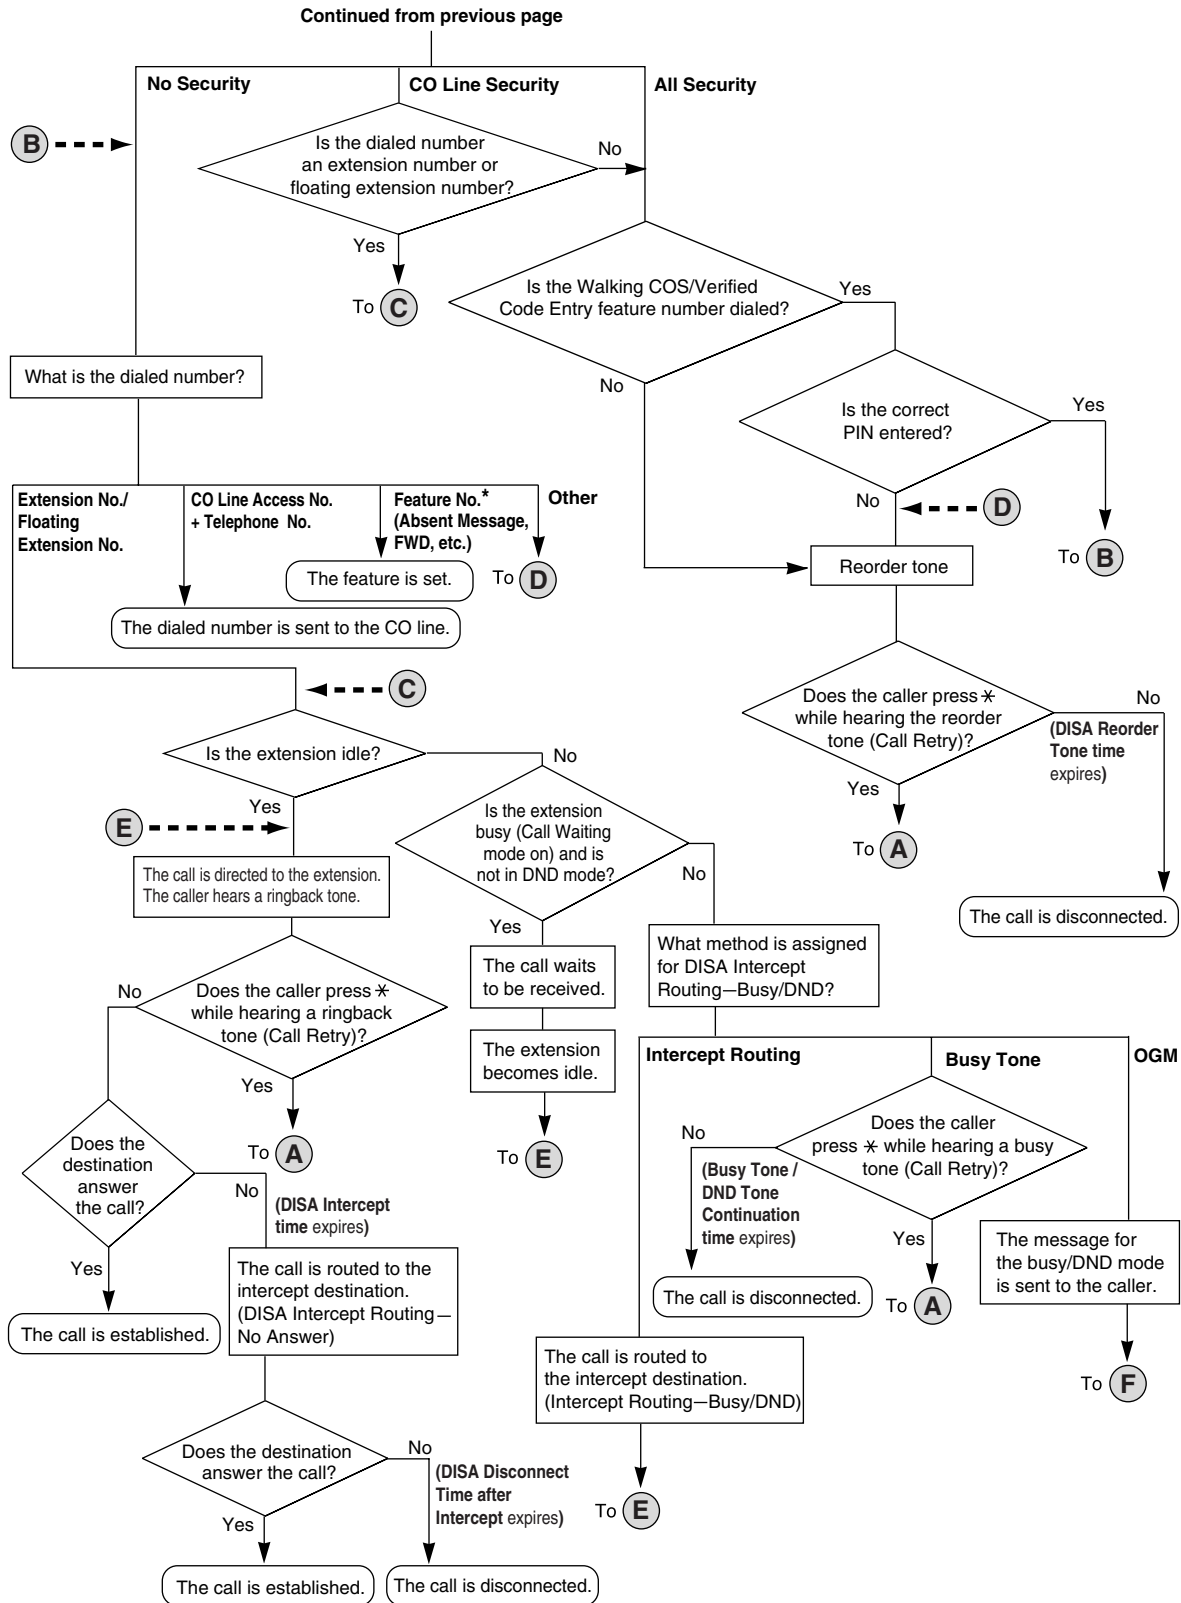 Continued from previous page
No Security
CO Line Security
All Security
B
Is the dialed number
an extension number or
floating extension number?
No
Yes
To C
Is the Walking COS/Verified
Code Entry feature number dialed?
Yes
No
What is the dialed number?
Is the correct
PIN entered?
Yes
No
D
To B
Reorder tone
Extension No./
Floating
Extension No.
CO Line Access No.
+ Telephone No.
Feature No.*
(Absent Message,
FWD, etc.)
Other
The feature is set.
To D
The dialed number is sent to the CO line.
C
Does the caller press ✳
while hearing the reorder
tone (Call Retry)?
No
(DISA Reorder
Tone time
expires)
Yes
To A
The call is disconnected.
Is the extension idle?
No
Yes
E
The call is directed to the extension.
The caller hears a ringback tone.
Is the extension
busy (Call Waiting
mode on) and is
not in DND mode?
No
Yes
The call waits
to be received.
The extension
becomes idle.
To E
What method is assigned
for DISA Intercept
Routing—Busy/DND?
Does the caller press ✳
while hearing a ringback
tone (Call Retry)?
No
Yes
To A
Intercept Routing
Busy Tone
OGM
Does the caller
press ✳ while hearing a busy
tone (Call Retry)?
No
(Busy Tone /
DND Tone
Continuation
time expires)
Yes
The call is disconnected.
To A
The message for
the busy/DND mode
is sent to the caller.
To F
Does the
destination
answer
the call?
No
(DISA Intercept
time expires)
Yes
The call is established.
The call is routed to the
intercept destination.
(DISA Intercept Routing—
No Answer)
The call is routed to
the intercept destination.
(Intercept Routing—Busy/DND)
To E
Does the destination
answer the call?
No
(DISA Disconnect
Time after
Intercept expires)
Yes
The call is established.
The call is disconnected.